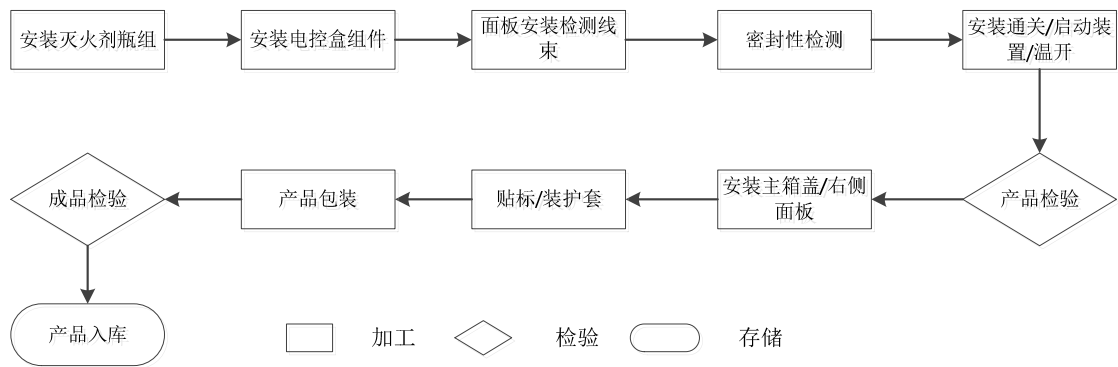 安装灭火剂瓶组
安装电控盒组件
面板安装检测线
束
密封性检测
安装通关/启动装
置/温开
产品检验
安装主箱盖/右侧
面板
贴标/装护套
产品包装
成品检验
产品入库
加工
检验
存储